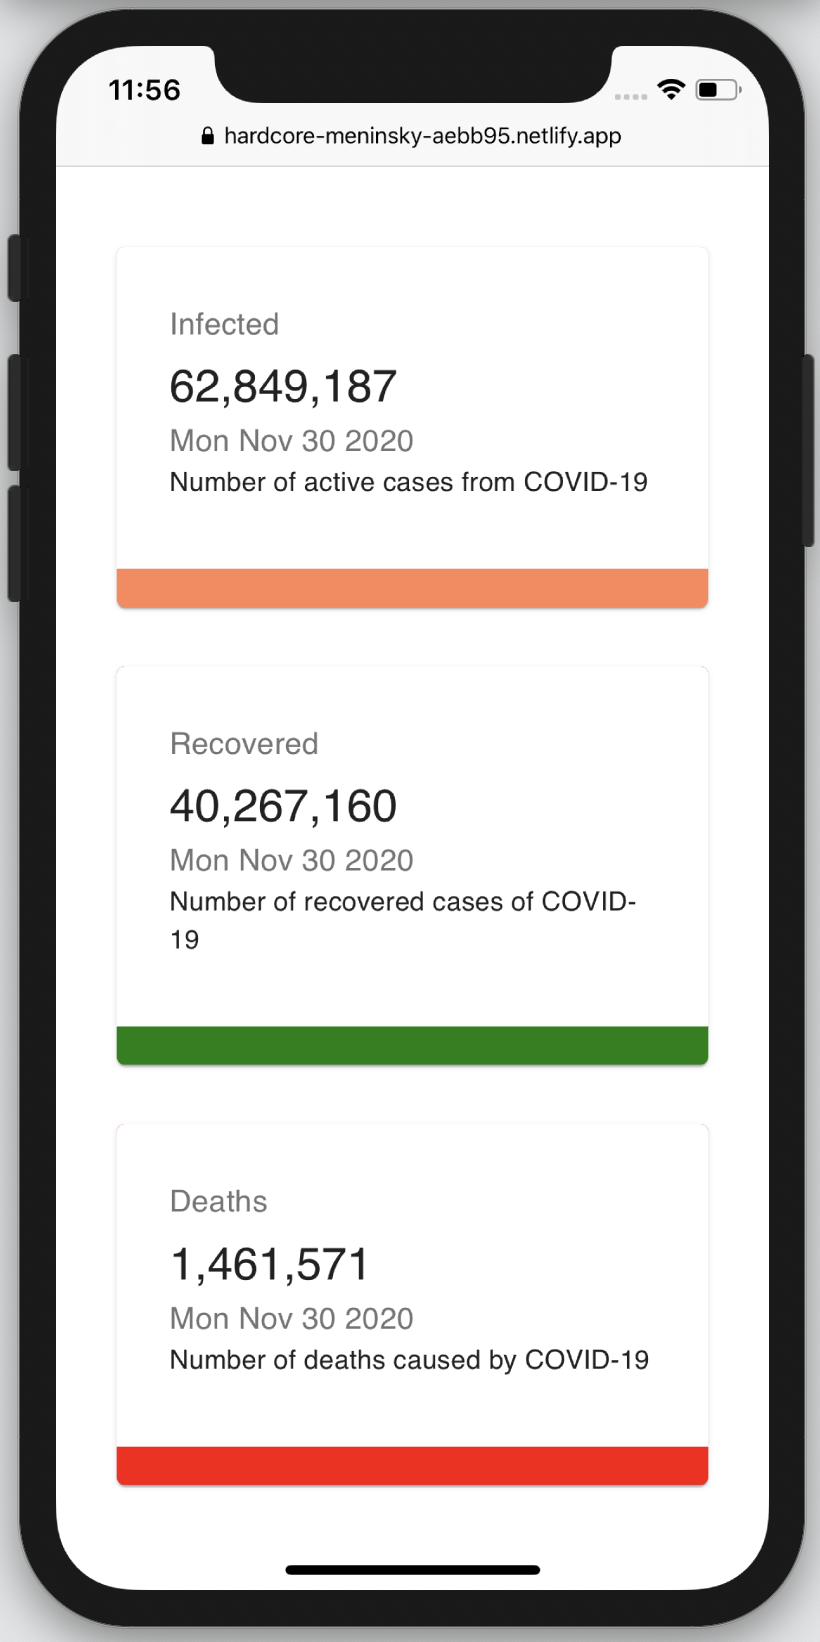 11:56
hardcore-meninsky-aebb95.netlify.app
Infected
62,849,187
Mon Nov 30 2020
Number of active cases from COVID-19
Recovered
40,267,160
Mon Nov 30 2020
Number of recovered cases of COVID-
19
Deaths
1,461,571
Mon Nov 30 2020
Number of deaths caused by COVID-19